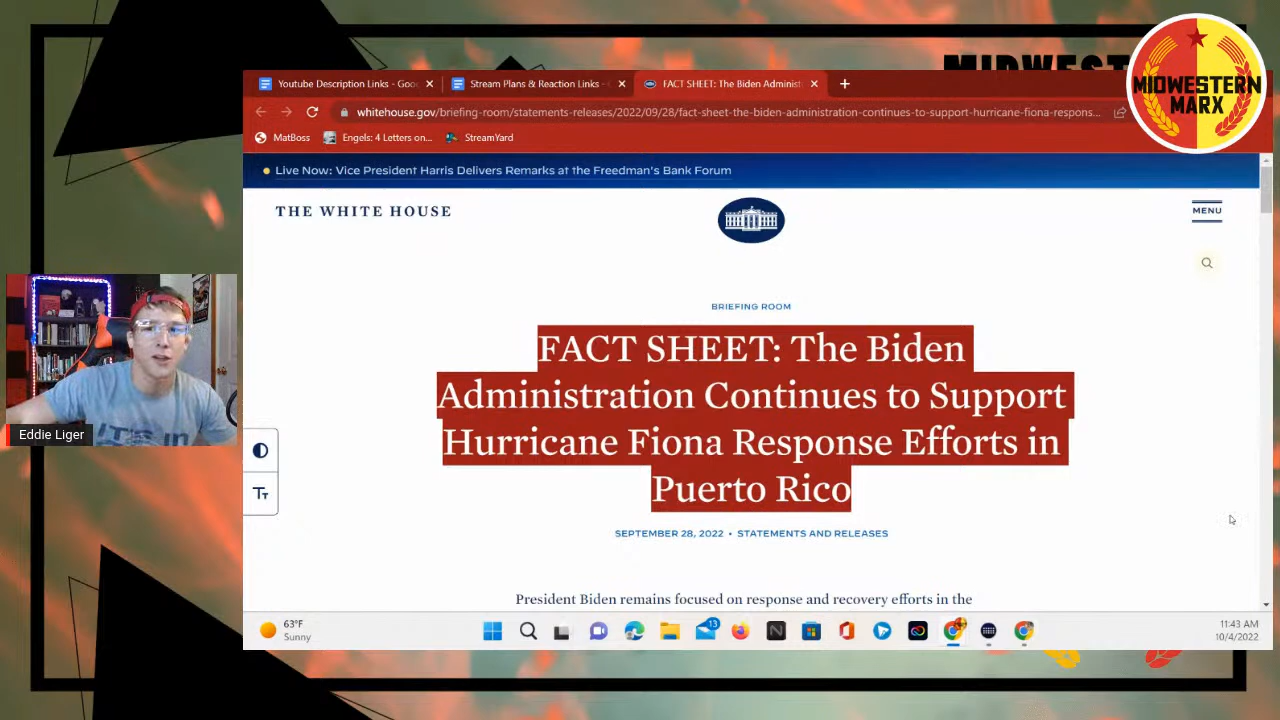 MIDWESTERN
MIDWESTERN
MARX
Youtube Description Links - Goo
Stream Plans & Reaction Links -
FACT SHEET: The Biden Administ
whitehouse.gov/briefing-room/statements-releases/2022/09/28/fact-sheet-the-biden-administration-continues-to-support-hurricane-fiona-respons...
MatBoss
Engels: 4 Letters on...
StreamYard
Live Now: Vice President Harris Delivers Remarks at the Freedman's Bank Forum
THE WHITE HOUSE
MENU
BRIEFING ROOM
FACT SHEET: The Biden
Administration Continues to Support
Hurricane Fiona Response Efforts in
Puerto Rico
SEPTEMBER 28, 2022 • STATEMENTS AND RELEASES
President Biden remains focused on response and recovery efforts in the
Eddie Liger
IT'S IN
TT
63°F
Sunny
13
N
11:43 AM
10/4/2022